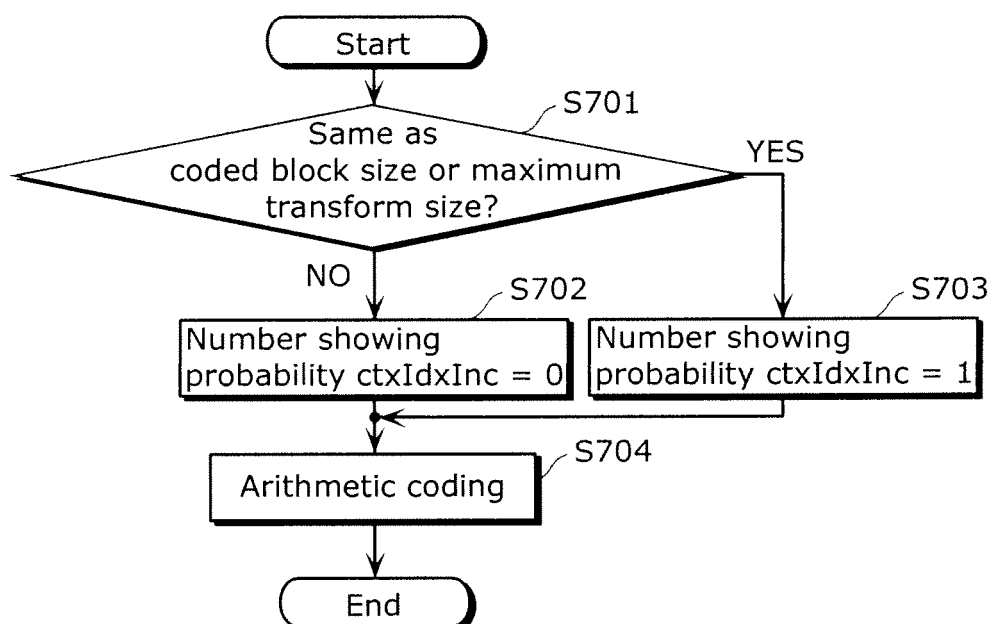 Start
S701
Same as
coded block size or maximum
transform size?
YES
NO
S702
S703
Number showing
probability ctxIdxInc = 0
Number showing
probability ctxIdxInc = 1
S704
Arithmetic coding
End